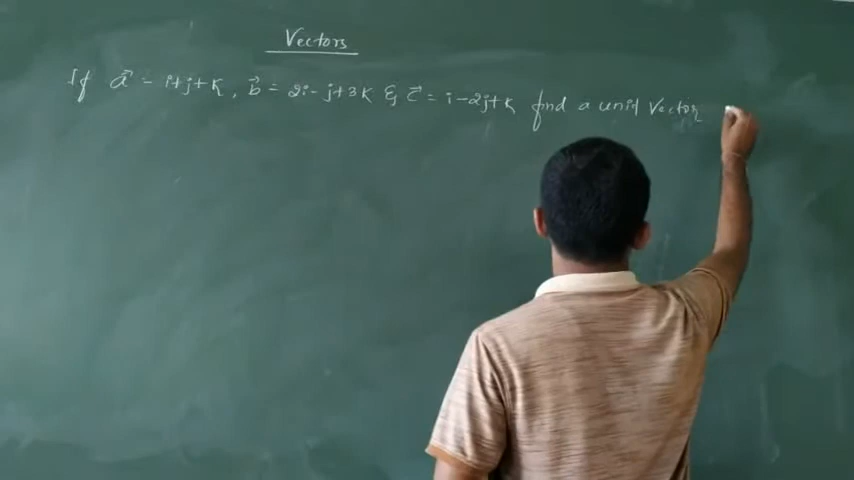 Vectors
If a⃗ = i+j+k, b⃗ = 2i-j+3k & c⃗ = i-2j+k find a unit vector